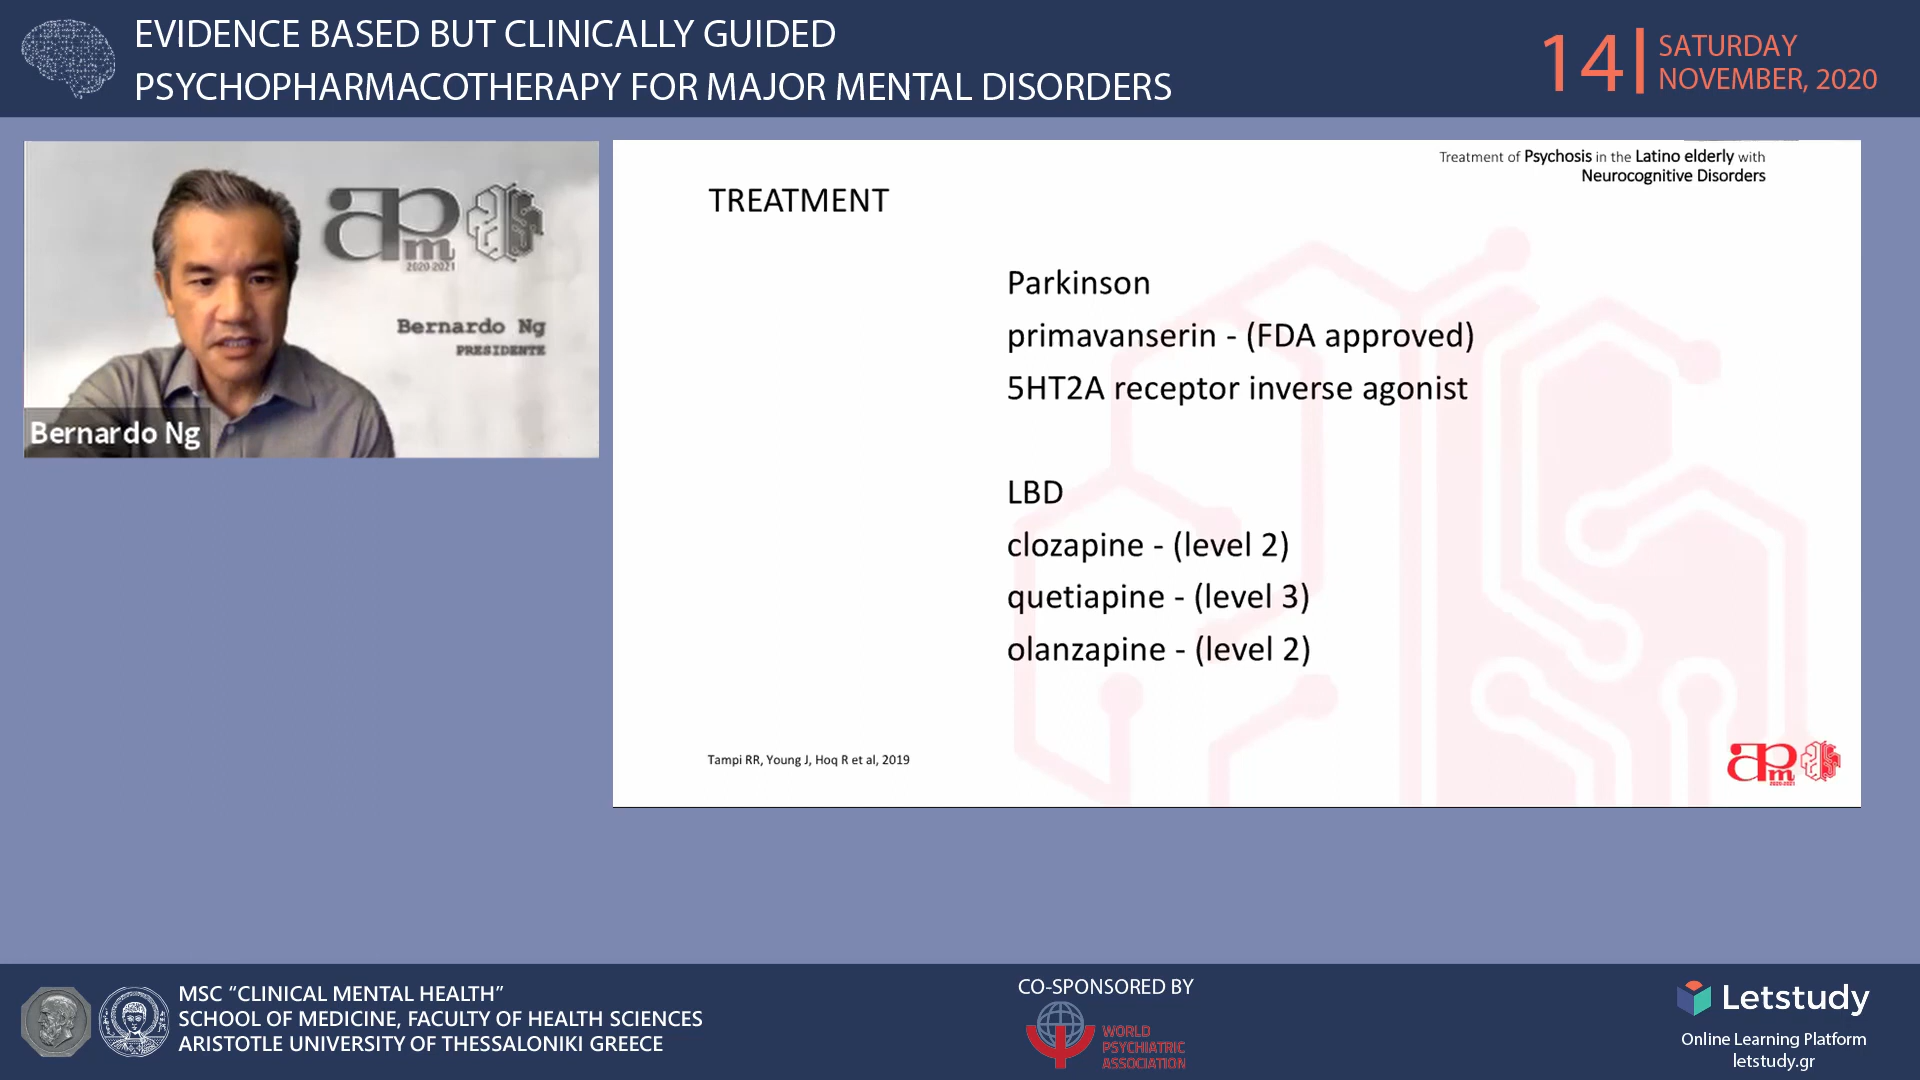 EVIDENCE BASED BUT CLINICALLY GUIDED
PSYCHOPHARMACOTHERAPY FOR MAJOR MENTAL DISORDERS
14
SATURDAY
NOVEMBER, 2020
apm
2020-2021
Bernardo Ng
PRESIDENTE
Bernardo Ng
Treatment of Psychosis in the Latino elderly with
Neurocognitive Disorders
TREATMENT
Parkinson
primavanserin - (FDA approved)
5HT2A receptor inverse agonist
LBD
clozapine - (level 2)
quetiapine - (level 3)
olanzapine - (level 2)
Tampi RR, Young J, Hoq R et al, 2019
apm
2020-2021
MSC “CLINICAL MENTAL HEALTH”
SCHOOL OF MEDICINE, FACULTY OF HEALTH SCIENCES
ARISTOTLE UNIVERSITY OF THESSALONIKI GREECE
CO-SPONSORED BY
WORLD
PSYCHIATRIC
ASSOCIATION
Letstudy
Online Learning Platform
letstudy.gr